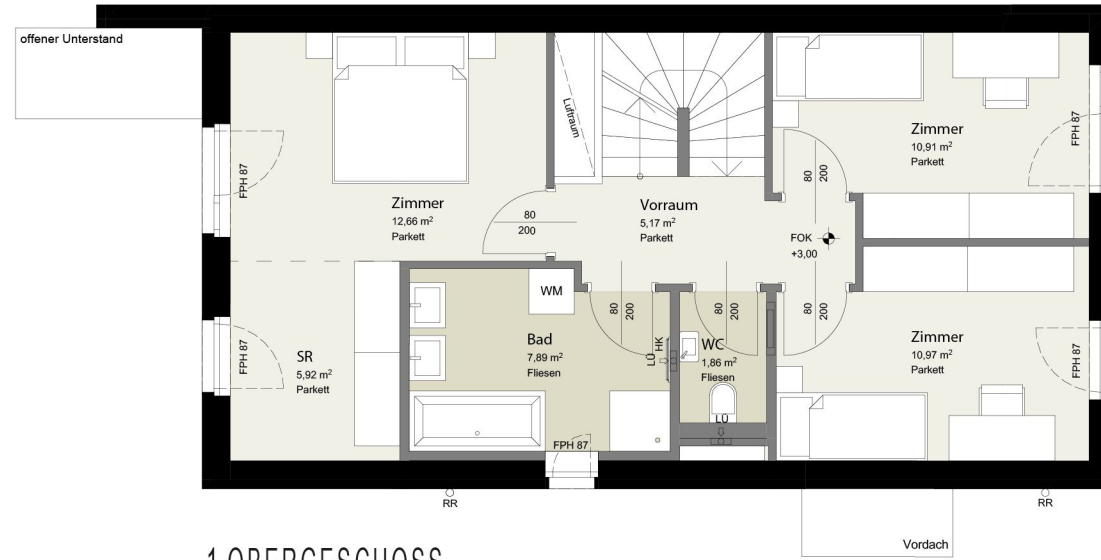 offener Unterstand
Luftraum
Zimmer
10,91 m²
Parkett
FPH 87
80
200
FPH 87
Zimmer
12,66 m²
Parkett
80
200
Vorraum
5,17 m²
Parkett
FOK
+3,00
WM
80
200
80
200
80
200
Bad
7,89 m²
Fliesen
LÜ
HK
WC
1,86 m²
Fliesen
LÜ
Zimmer
10,97 m²
Parkett
FPH 87
FPH 87
SR
5,92 m²
Parkett
FPH 87
RR
RR
Vordach
1.OBERGESCHOSS